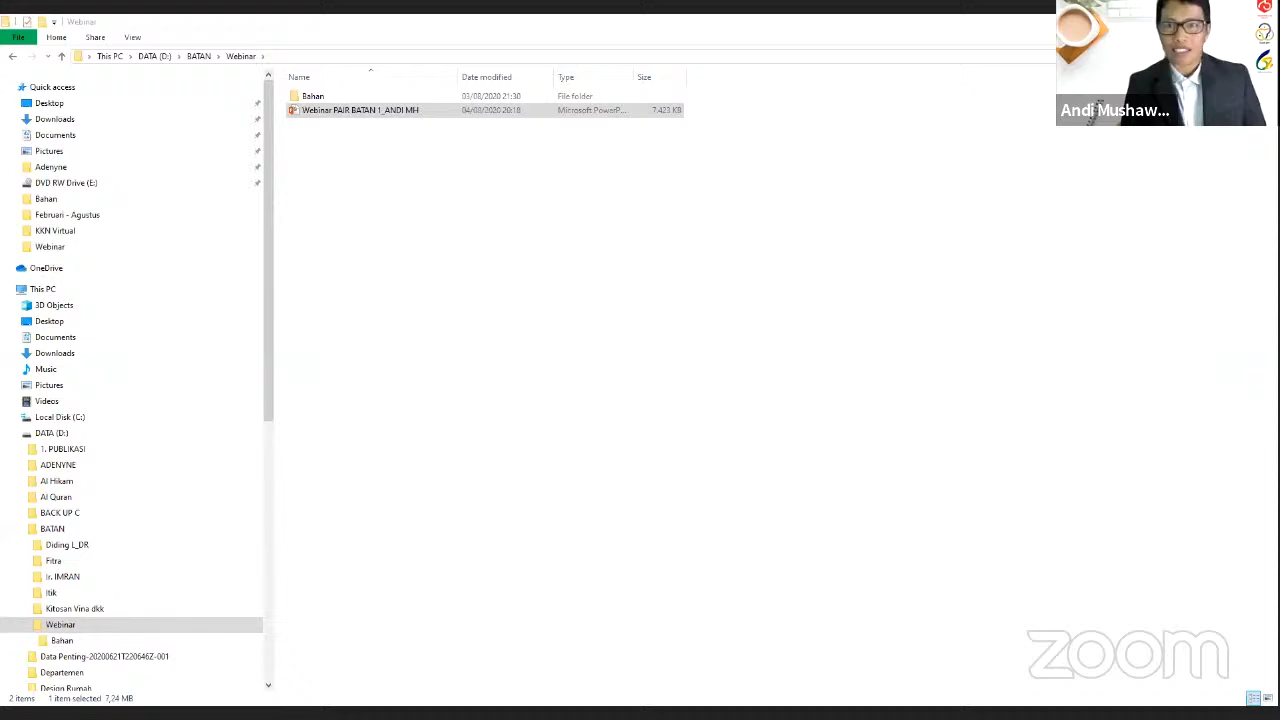 Webinar
File Home Share View
This PC DATA (D:) BATAN Webinar
Name Date modified Type Size
Bahan 03/08/2020 21:30 File folder
Webinar PAIR BATAN 1_ANDI MH 04/08/2020 20:18 Microsoft PowerP... 7.423 KB
Quick access
Desktop
Downloads
Documents
Pictures
Adenyne
DVD RW Drive (E:)
Bahan
Februari - Agustus
KKN Virtual
Webinar
OneDrive
This PC
3D Objects
Desktop
Documents
Downloads
Music
Pictures
Videos
Local Disk (C:)
DATA (D:)
1. PUBLIKASI
ADENYNE
Al Hikam
Al Quran
BACK UP C
BATAN
Diding L_DR
Fitra
Ir. IMRAN
Itik
Kitosan Vina dkk
Webinar
Bahan
Data Penting-20200621T220646Z-001
Departemen
Design Rumah
2 items 1 item selected 7,24 MB
Andi Mushaw...
zoom